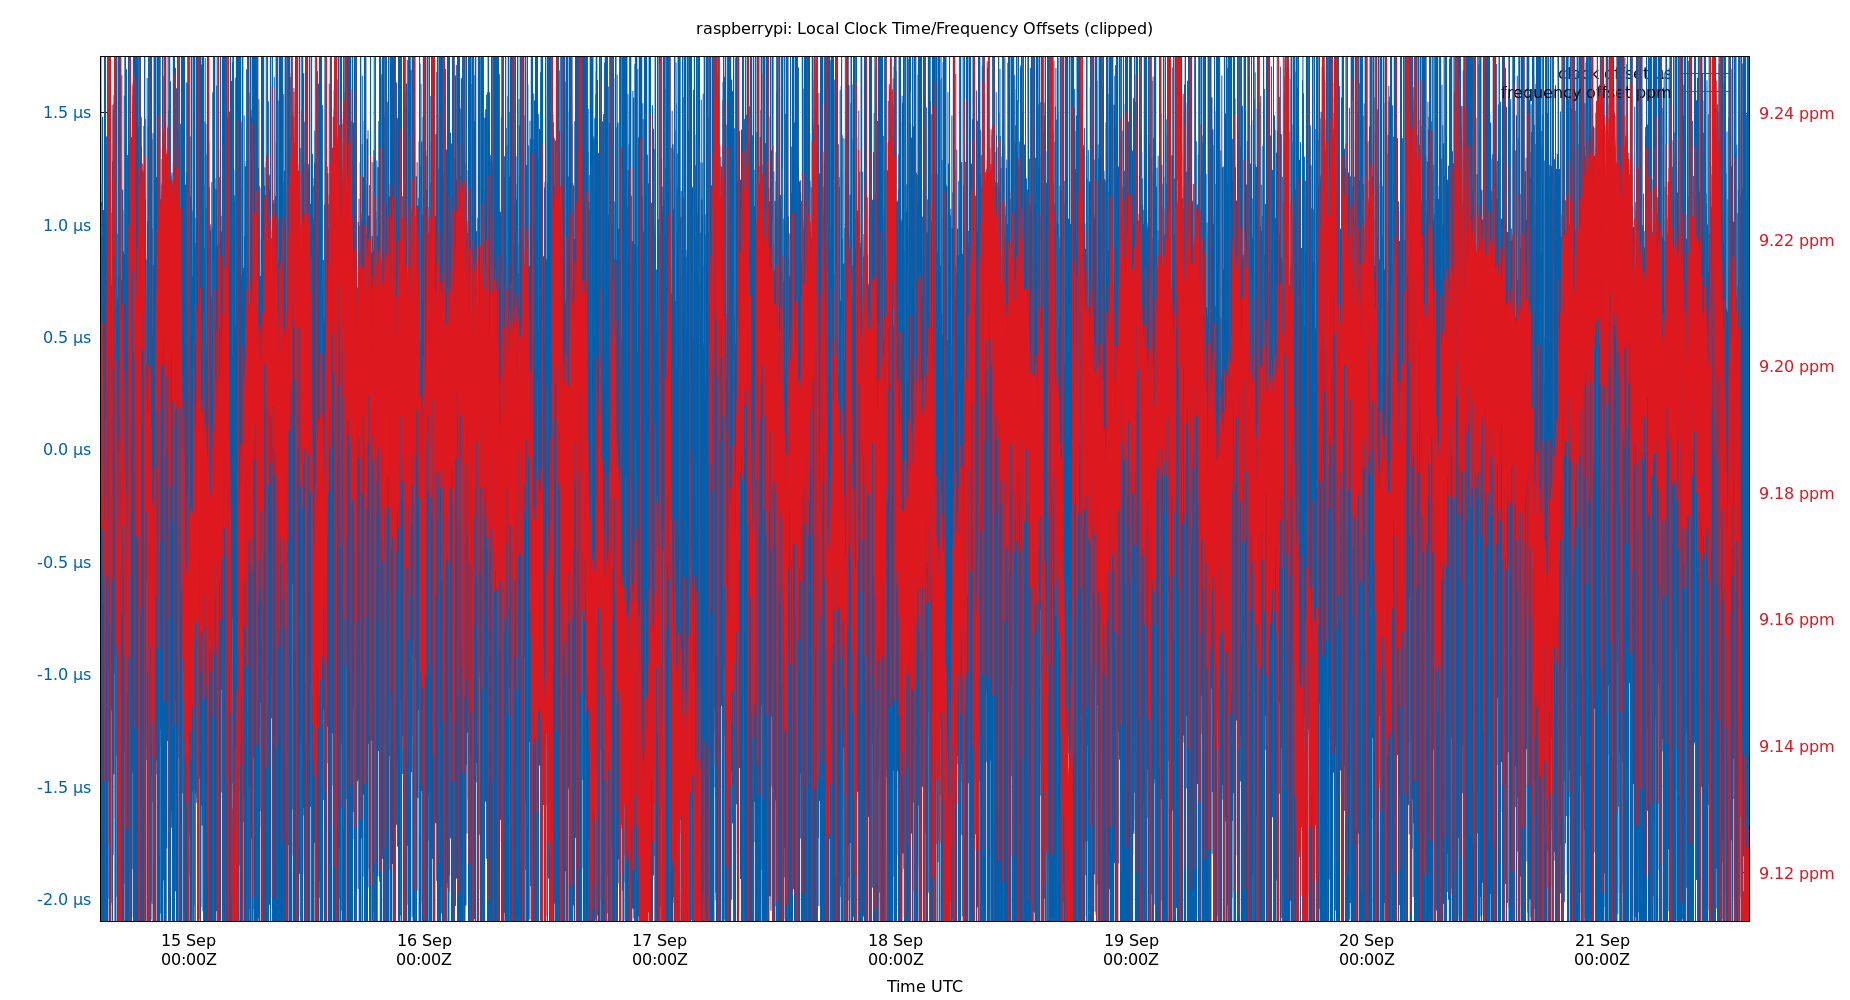 raspberrypi: Local Clock Time/Frequency Offsets (clipped)
clock offset µs
frequency offset ppm
1.5 µs
1.0 µs
0.5 µs
0.0 µs
-0.5 µs
-1.0 µs
-1.5 µs
-2.0 µs
9.24 ppm
9.22 ppm
9.20 ppm
9.18 ppm
9.16 ppm
9.14 ppm
9.12 ppm
15 Sep
00:00Z
16 Sep
00:00Z
17 Sep
00:00Z
18 Sep
00:00Z
19 Sep
00:00Z
20 Sep
00:00Z
21 Sep
00:00Z
Time UTC